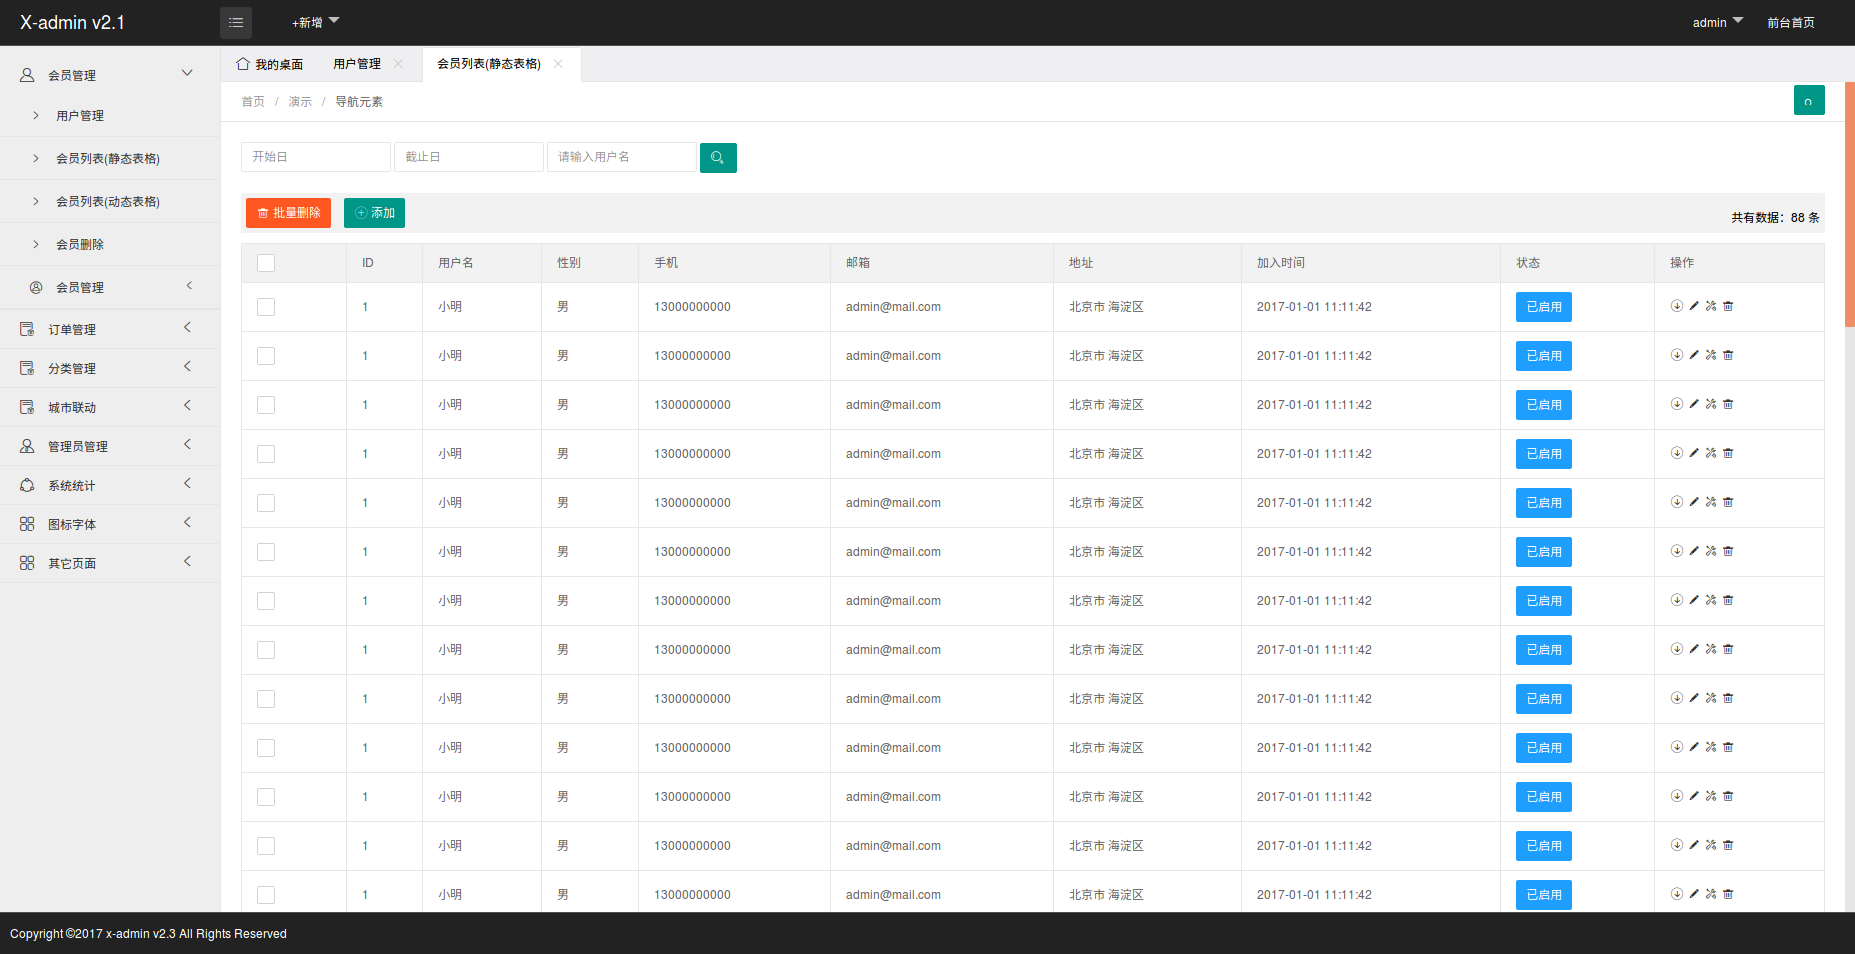 X-admin v2.1
+新增
admin
前台首页
会员管理
用户管理
会员列表(静态表格)
会员列表(动态表格)
会员删除
会员管理
订单管理
分类管理
城市联动
管理员管理
系统统计
图标字体
其它页面
我的桌面 用户管理 会员列表(静态表格)
首页 / 演示 / 导航元素
开始日 截止日 请输入用户名
批量删除 添加 共有数据：88 条
ID 用户名 性别 手机 邮箱 地址 加入时间 状态 操作
1 小明 男 13000000000 admin@mail.com 北京市 海淀区 2017-01-01 11:11:42 已启用
1 小明 男 13000000000 admin@mail.com 北京市 海淀区 2017-01-01 11:11:42 已启用
1 小明 男 13000000000 admin@mail.com 北京市 海淀区 2017-01-01 11:11:42 已启用
1 小明 男 13000000000 admin@mail.com 北京市 海淀区 2017-01-01 11:11:42 已启用
1 小明 男 13000000000 admin@mail.com 北京市 海淀区 2017-01-01 11:11:42 已启用
1 小明 男 13000000000 admin@mail.com 北京市 海淀区 2017-01-01 11:11:42 已启用
1 小明 男 13000000000 admin@mail.com 北京市 海淀区 2017-01-01 11:11:42 已启用
1 小明 男 13000000000 admin@mail.com 北京市 海淀区 2017-01-01 11:11:42 已启用
1 小明 男 13000000000 admin@mail.com 北京市 海淀区 2017-01-01 11:11:42 已启用
1 小明 男 13000000000 admin@mail.com 北京市 海淀区 2017-01-01 11:11:42 已启用
1 小明 男 13000000000 admin@mail.com 北京市 海淀区 2017-01-01 11:11:42 已启用
1 小明 男 13000000000 admin@mail.com 北京市 海淀区 2017-01-01 11:11:42 已启用
1 小明 男 13000000000 admin@mail.com 北京市 海淀区 2017-01-01 11:11:42 已启用
Copyright ©2017 x-admin v2.3 All Rights Reserved